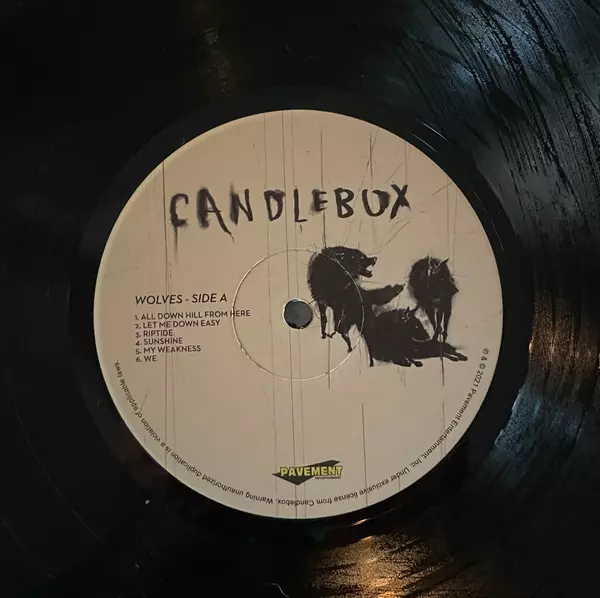 CANDLEBOX
WOLVES - SIDE A
1. ALL DOWN HILL FROM HERE
2. LET ME DOWN EASY
3. RIPTIDE
4. SUNSHINE
5. MY WEAKNESS
6. WE
PAVEMENT
ENTERTAINMENT
℗ & © 2021 Pavement Entertainment, Inc. Under exclusive license from Candlebox. Warning unauthorized duplication is a violation of applicable laws.